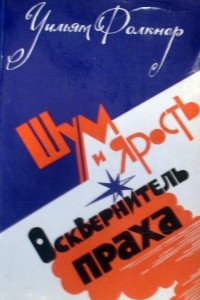 Уильям Фолкнер
Шум
и Ярость
Осквернитель
праха